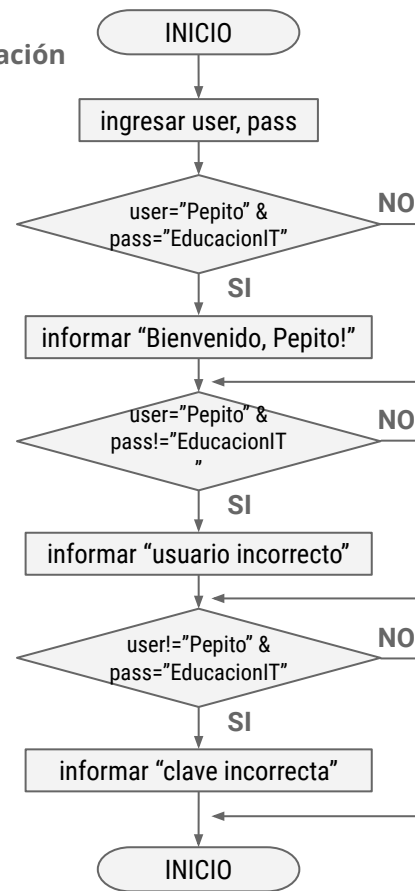 INICIO
ación
ingresar user, pass
user=”Pepito” &
pass=”EducacionIT”
NO
SI
informar “Bienvenido, Pepito!”
user=”Pepito” &
pass!=”EducacionIT
”
NO
SI
informar “usuario incorrecto”
user!=”Pepito” &
pass=”EducacionIT”
NO
SI
informar “clave incorrecta”
INICIO